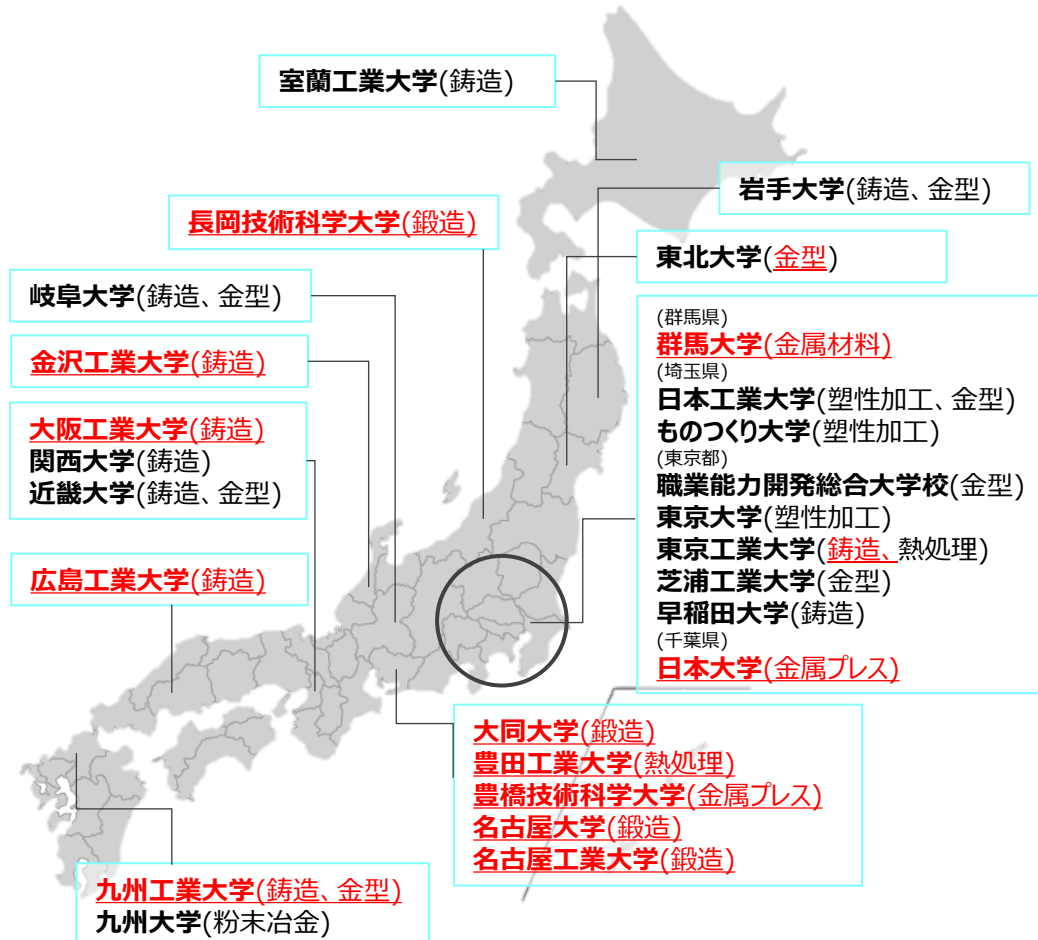 室蘭工業大学(鋳造)
岩手大学(鋳造、金型)
長岡技術科学大学(鍛造)
東北大学(金型)
岐阜大学(鋳造、金型)
金沢工業大学(鋳造)
大阪工業大学(鋳造)
関西大学(鋳造)
近畿大学(鋳造、金型)
広島工業大学(鋳造)
(群馬県)
群馬大学(金属材料)
(埼玉県)
日本工業大学(塑性加工、金型)
ものつくり大学(塑性加工)
(東京都)
職業能力開発総合大学校(金型)
東京大学(塑性加工)
東京工業大学(鋳造、熱処理)
芝浦工業大学(金型)
早稲田大学(鋳造)
(千葉県)
日本大学(金属プレス)
大同大学(鍛造)
豊田工業大学(熱処理)
豊橋技術科学大学(金属プレス)
名古屋大学(鍛造)
名古屋工業大学(鍛造)
九州工業大学(鋳造、金型)
九州大学(粉末冶金)